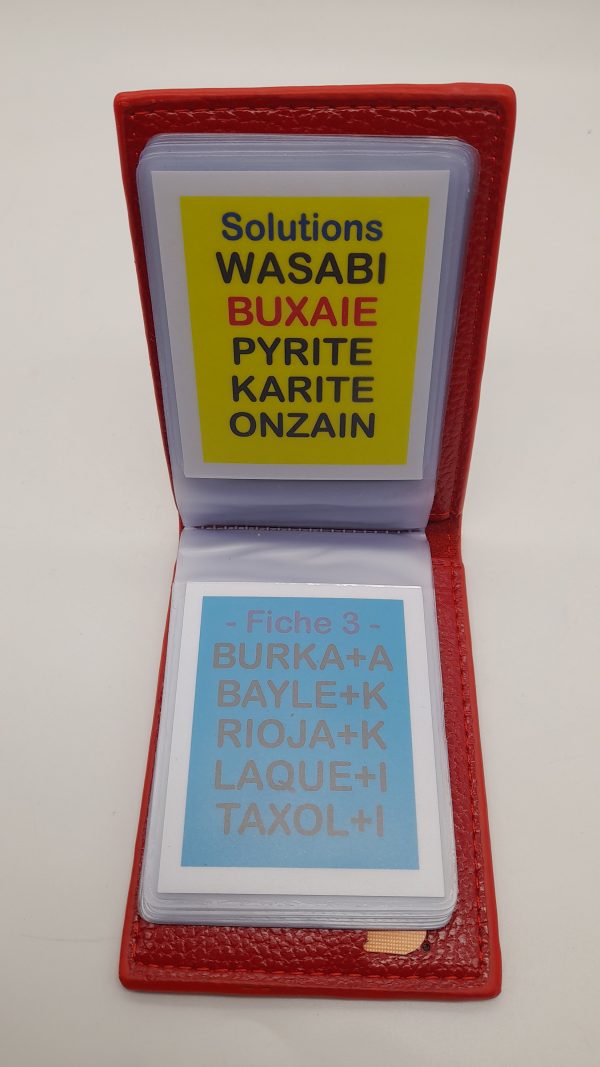 Solutions
WASABI
BUXAIE
PYRITE
KARITE
ONZAIN
- Fiche 3 -
BURKA+A
BAYLE+K
RIOJA+K
LAQUE+I
TAXOL+I